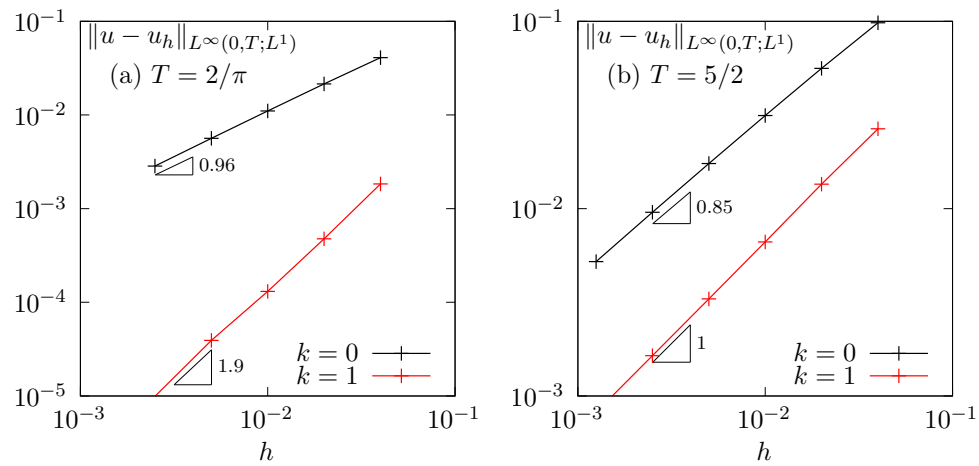 ‖u − u_h‖_{L^∞(0,T;L^1)}
(a) T = 2/π
10^{-1}
10^{-2}
10^{-3}
10^{-4}
10^{-5}
0.96
1.9
k = 0
k = 1
10^{-3} 10^{-2} 10^{-1}
h
‖u − u_h‖_{L^∞(0,T;L^1)}
(b) T = 5/2
10^{-1}
10^{-2}
10^{-3}
0.85
1
k = 0
k = 1
10^{-3} 10^{-2} 10^{-1}
h